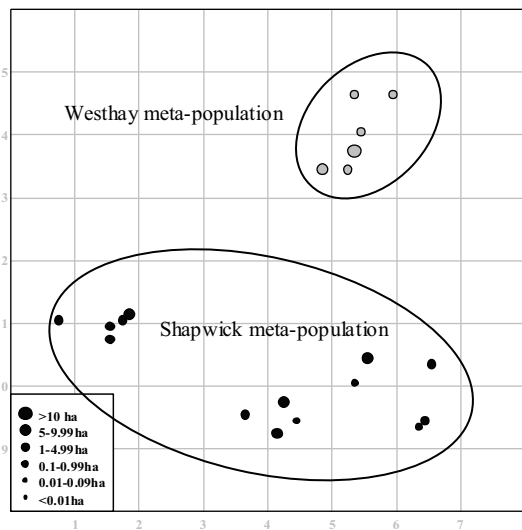 5
Westhay meta-population
4
3
2
Shapwick meta-population
1
0
9
>10 ha
5-9.99ha
1-4.99ha
0.1-0.99ha
0.01-0.09ha
<0.01ha
1 2 3 4 5 6 7